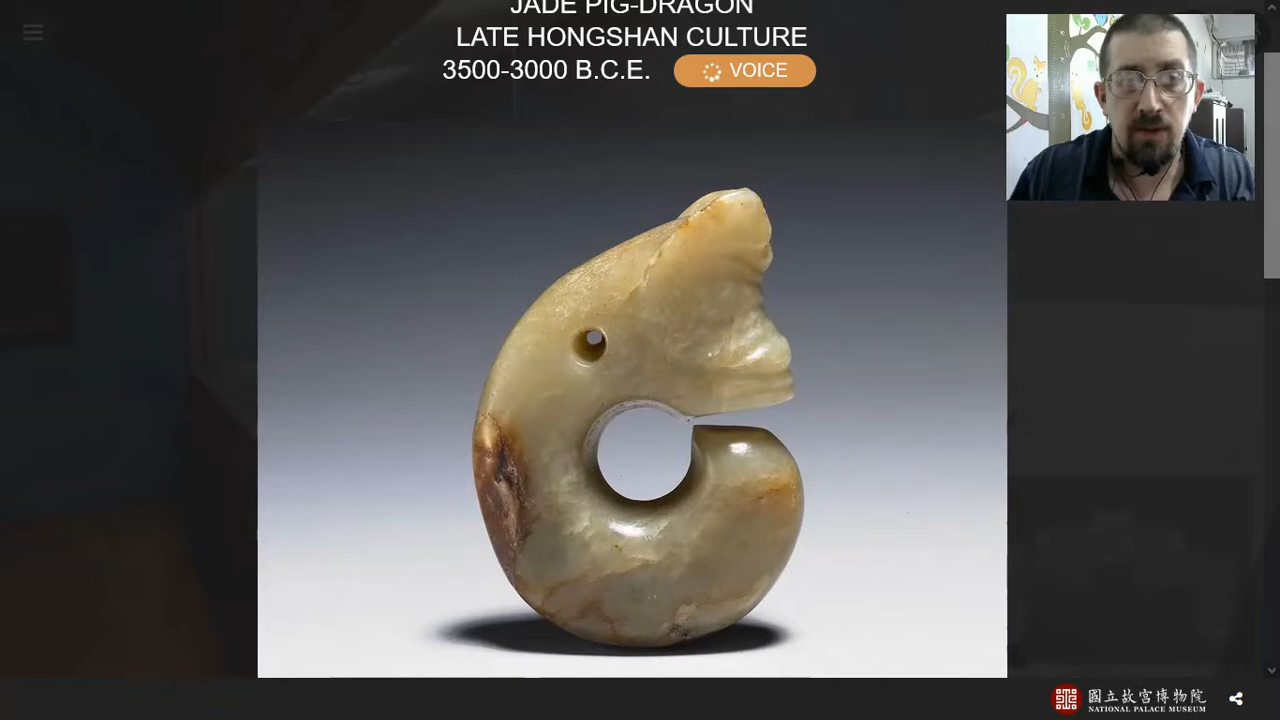 JADE PIG-DRAGON
LATE HONGSHAN CULTURE
3500-3000 B.C.E.
VOICE
國立故宮博物院
NATIONAL PALACE MUSEUM